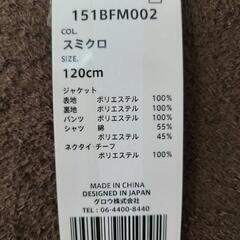 151BFM002
COL.
スミクロ
SIZE.
120cm
ジャケット
表地 ポリエステル 100%
裏地 ポリエステル 100%
パンツ ポリエステル 100%
シャツ 綿 55%
ポリエステル 45%
ネクタイ・チーフ
ポリエステル 100%
MADE IN CHINA
DESIGNED IN JAPAN
グロウ株式会社
TEL：06-4400-8440